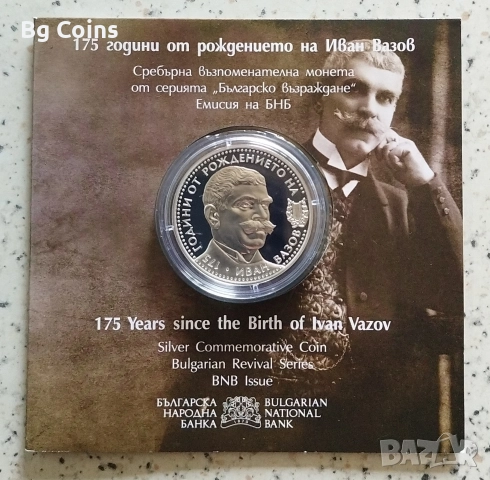 Bg Coins
175 години от рождението на Иван Вазов
Сребърна възпоменателна монета
от серията „Българско възраждане“
Емисия на БНБ
175 ГОДИНИ ОТ РОЖДЕНИЕТО НА
ИВАН ВАЗОВ
175 Years since the Birth of Ivan Vazov
Silver Commemorative Coin
Bulgarian Revival Series
BNB Issue
БЪЛГАРСКА
НАРОДНА
БАНКА
BULGARIAN
NATIONAL
BANK
BAZAR